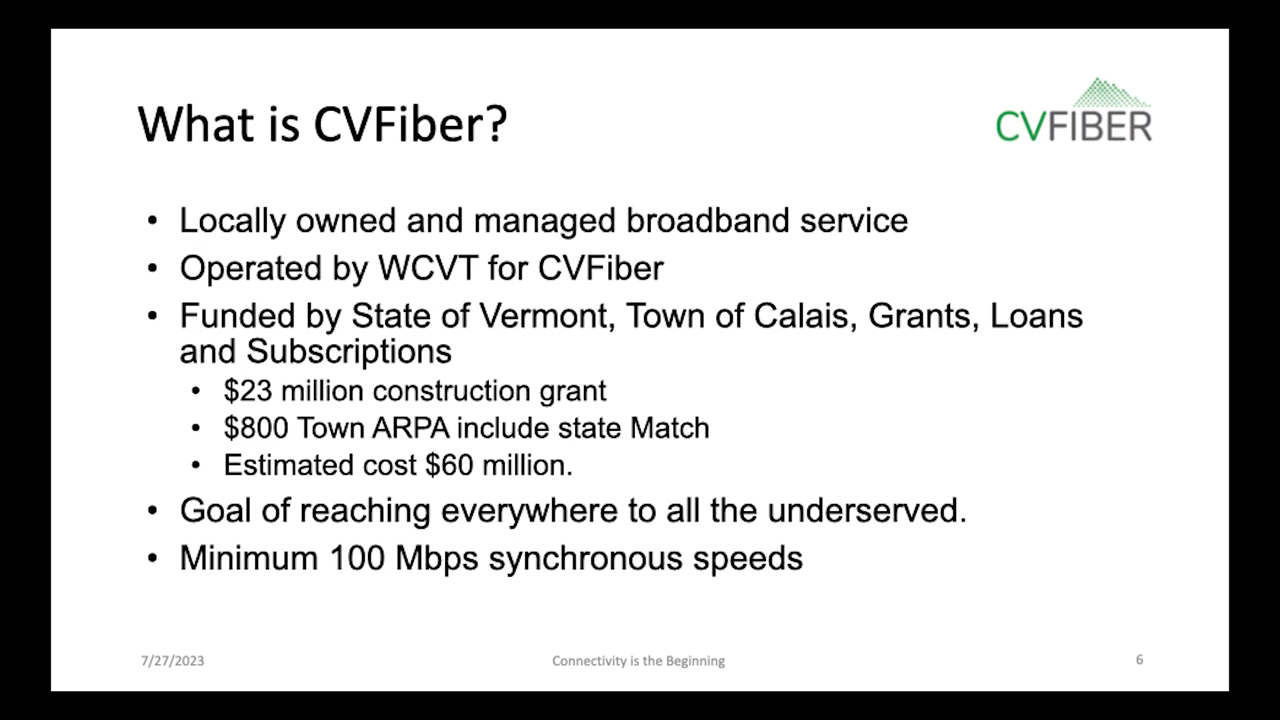 What is CVFiber?
CVFIBER
• Locally owned and managed broadband service
• Operated by WCVT for CVFiber
• Funded by State of Vermont, Town of Calais, Grants, Loans
and Subscriptions
• $23 million construction grant
• $800 Town ARPA include state Match
• Estimated cost $60 million.
• Goal of reaching everywhere to all the underserved.
• Minimum 100 Mbps synchronous speeds
7/27/2023
Connectivity is the Beginning
6